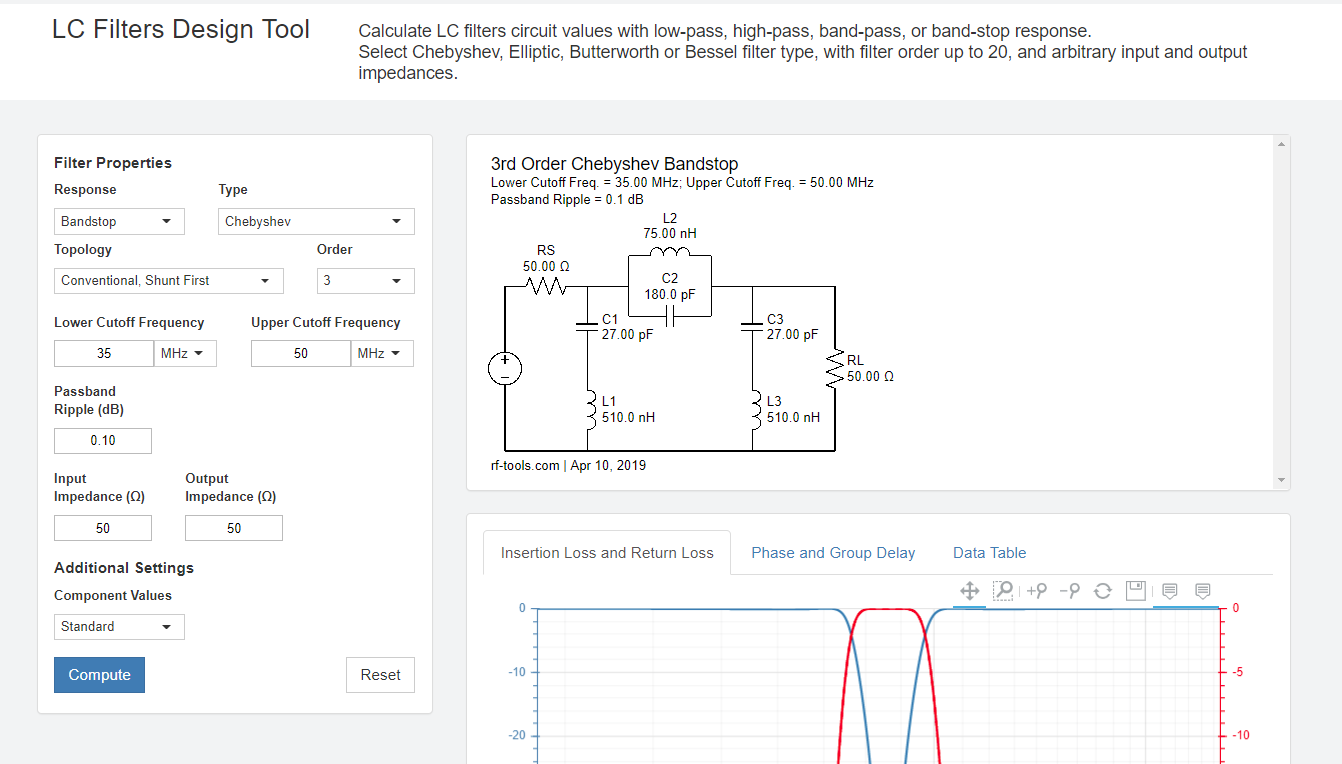 LC Filters Design Tool
Calculate LC filters circuit values with low-pass, high-pass, band-pass, or band-stop response.
Select Chebyshev, Elliptic, Butterworth or Bessel filter type, with filter order up to 20, and arbitrary input and output
impedances.
Filter Properties
Response Type
Bandstop Chebyshev
Topology Order
Conventional, Shunt First 3
Lower Cutoff Frequency Upper Cutoff Frequency
35 MHz 50 MHz
Passband
Ripple (dB)
0.10
Input Output
Impedance (Ω) Impedance (Ω)
50 50
Additional Settings
Component Values
Standard
Compute Reset
3rd Order Chebyshev Bandstop
Lower Cutoff Freq. = 35.00 MHz; Upper Cutoff Freq. = 50.00 MHz
Passband Ripple = 0.1 dB
L2
75.00 nH
RS
50.00 Ω
C2
180.0 pF
C1
27.00 pF
C3
27.00 pF
+
−
RL
50.00 Ω
L1
510.0 nH
L3
510.0 nH
rf-tools.com | Apr 10, 2019
Insertion Loss and Return Loss Phase and Group Delay Data Table
0 0
-10 -5
-20 -10